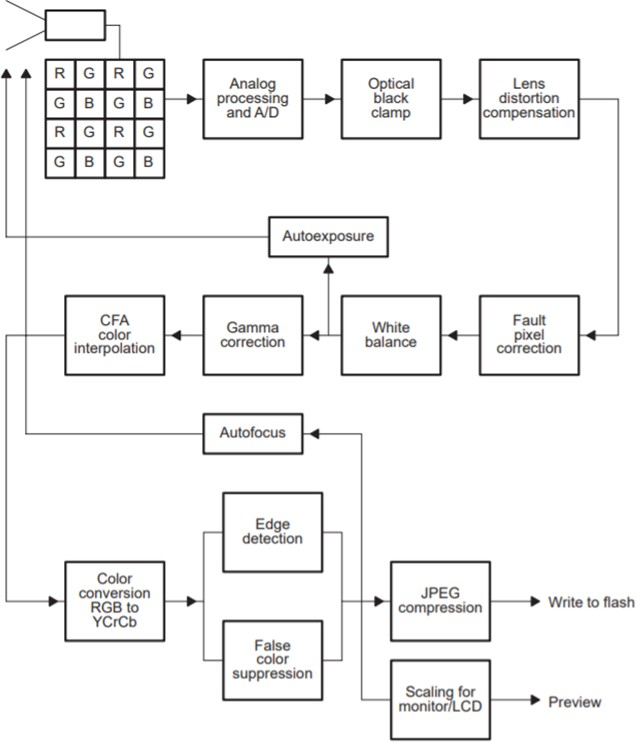 R G R G
G B G B
R G R G
G B G B
Analog
processing
and A/D
Optical
black
clamp
Lens
distortion
compensation
Autoexposure
CFA
color
interpolation
Gamma
correction
White
balance
Fault
pixel
correction
Autofocus
Edge
detection
Color
conversion
RGB to
YCrCb
False
color
suppression
JPEG
compression
Write to flash
Scaling for
monitor/LCD
Preview